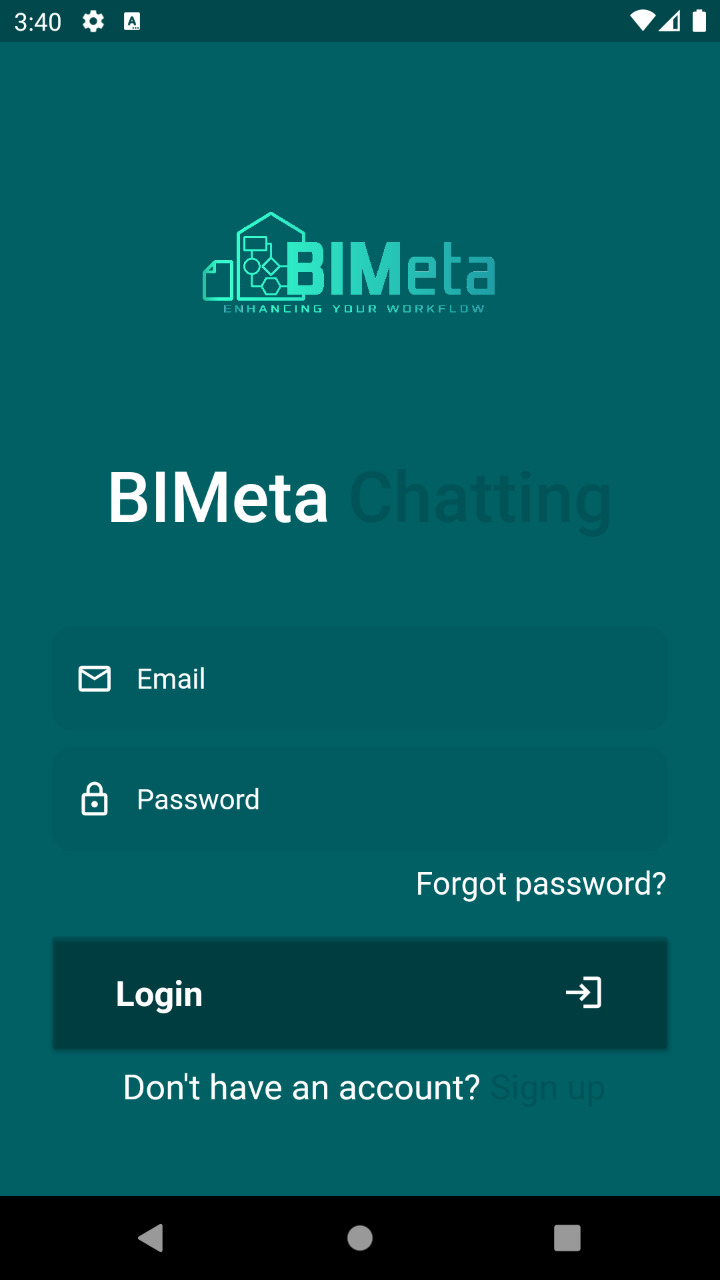 3:40
BIMeta
ENHANCING YOUR WORKFLOW
BIMeta Chatting
Email
Password
Forgot password?
Login
Don't have an account? Sign up